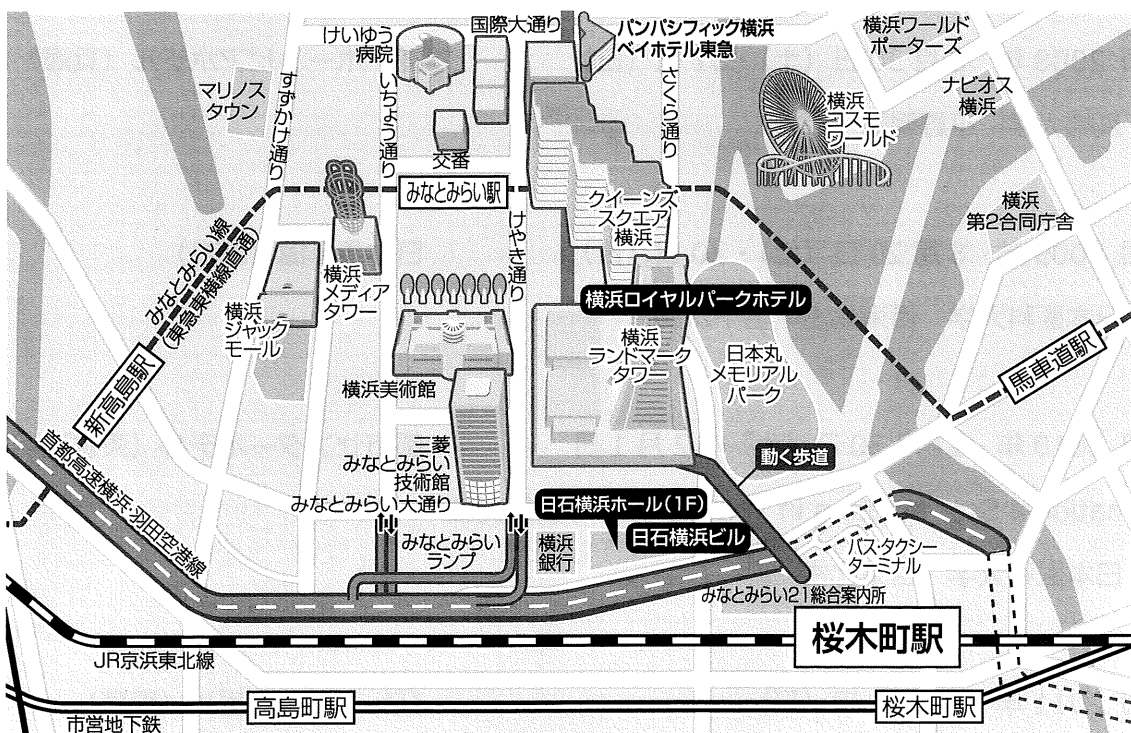 国際大通り
パンパシフィック横浜
ベイホテル東急
横浜ワールド
ポーターズ
けいゆう
病院
マリノス
タウン
すずかけ通り
いちょう通り
さくら通り
ナビオス
横浜
横浜
コスモ
ワールド
交番
みなとみらい駅
クイーンズ
スクエア
横浜
横浜
第2合同庁舎
けやき通り
みなとみらい線
(東急東横線直通)
横浜
メディア
タワー
横浜
ジャック
モール
横浜ロイヤルパークホテル
横浜
ランドマーク
タワー
日本丸
メモリアル
パーク
馬車道駅
新高島駅
横浜美術館
三菱
みなとみらい
技術館
動く歩道
みなとみらい大通り
日石横浜ホール(1F)
日石横浜ビル
首都高速横浜・羽田空港線
みなとみらい
ランプ
横浜
銀行
バス・タクシー
ターミナル
みなとみらい21総合案内所
桜木町駅
JR京浜東北線
高島町駅
桜木町駅
市営地下鉄